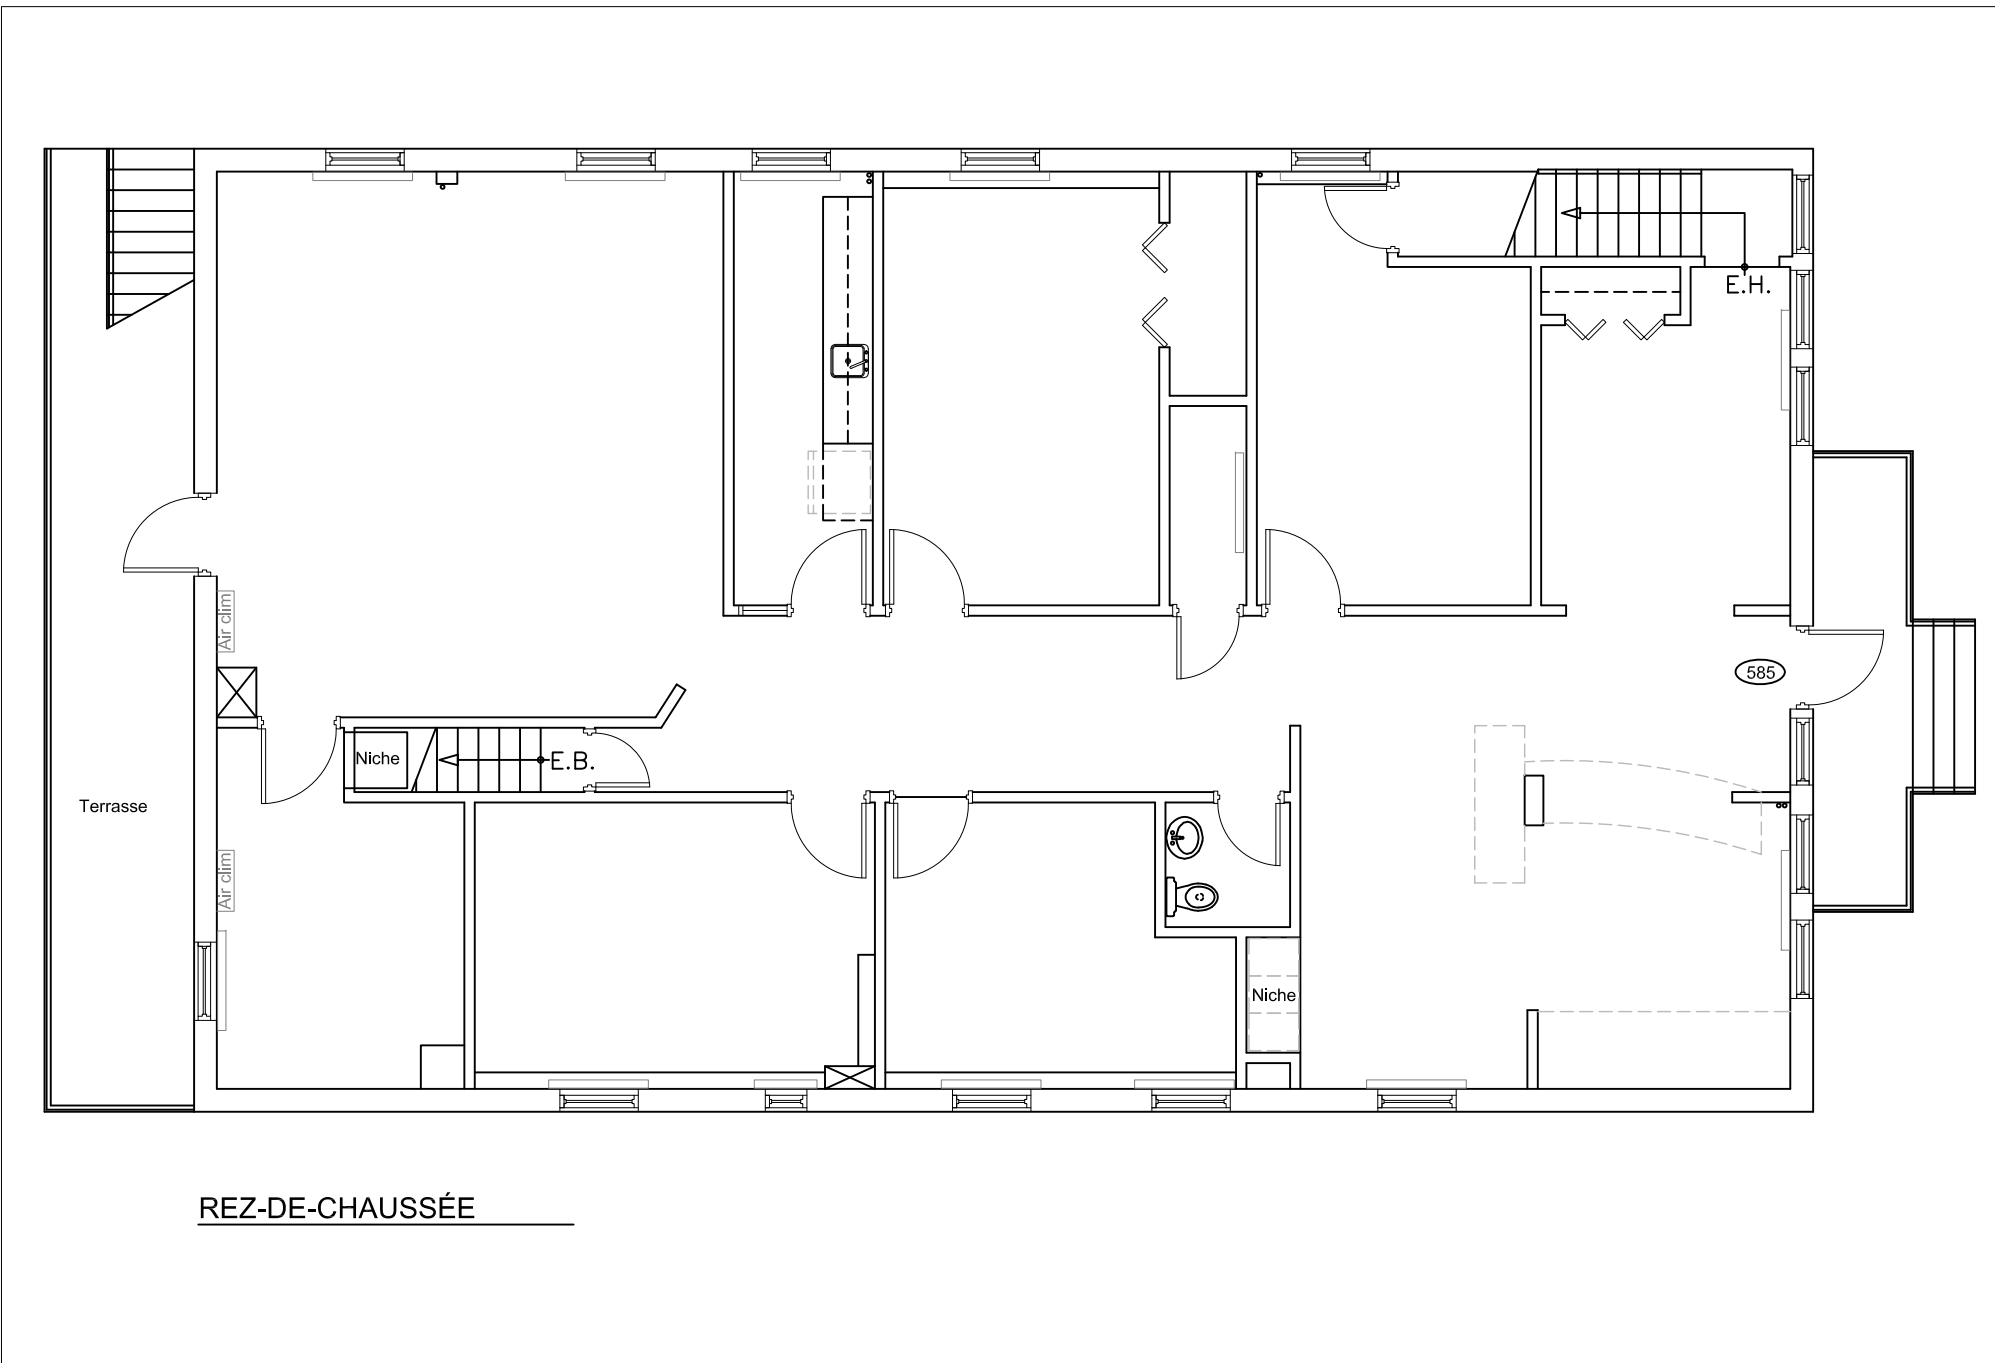 E.H.
Air clim
585
Niche
E.B.
Terrasse
Air clim
Niche
REZ-DE-CHAUSSÉE